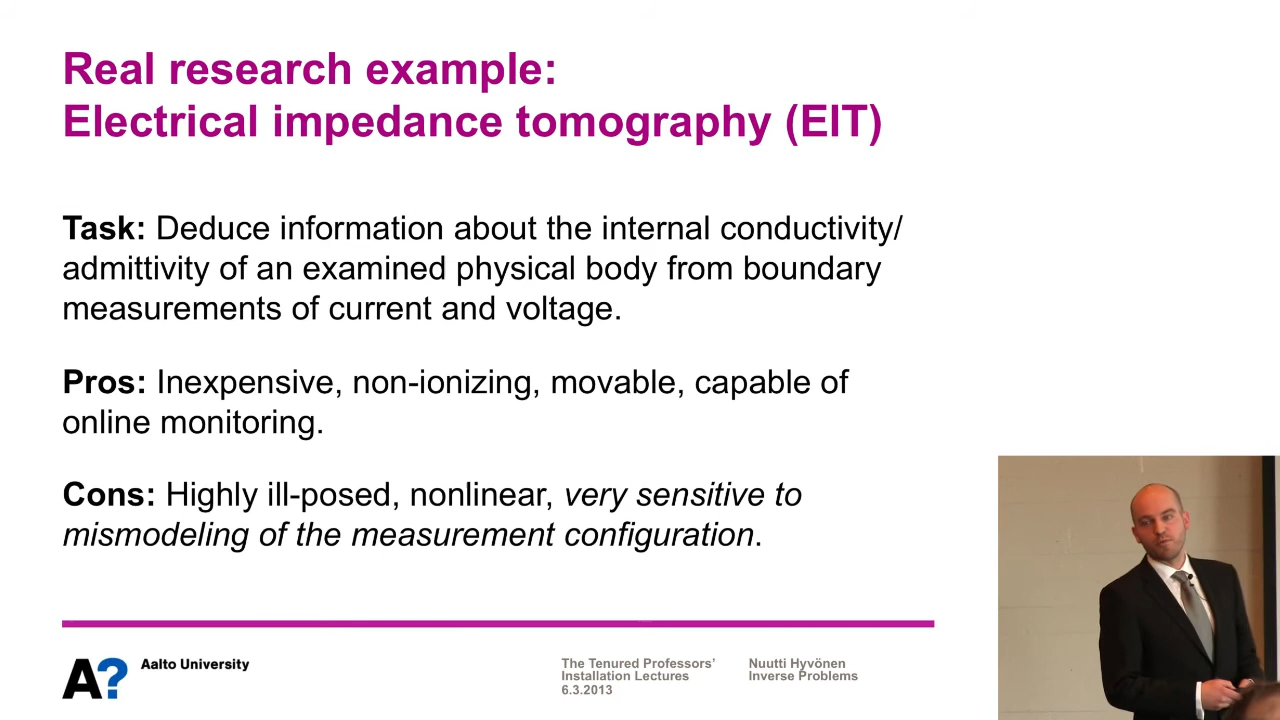 Real research example:
Electrical impedance tomography (EIT)
Task: Deduce information about the internal conductivity/
admittivity of an examined physical body from boundary
measurements of current and voltage.
Pros: Inexpensive, non-ionizing, movable, capable of
online monitoring.
Cons: Highly ill-posed, nonlinear, very sensitive to
mismodeling of the measurement configuration.
A?
Aalto University
The Tenured Professors’
Installation Lectures
6.3.2013
Nuutti Hyvönen
Inverse Problems